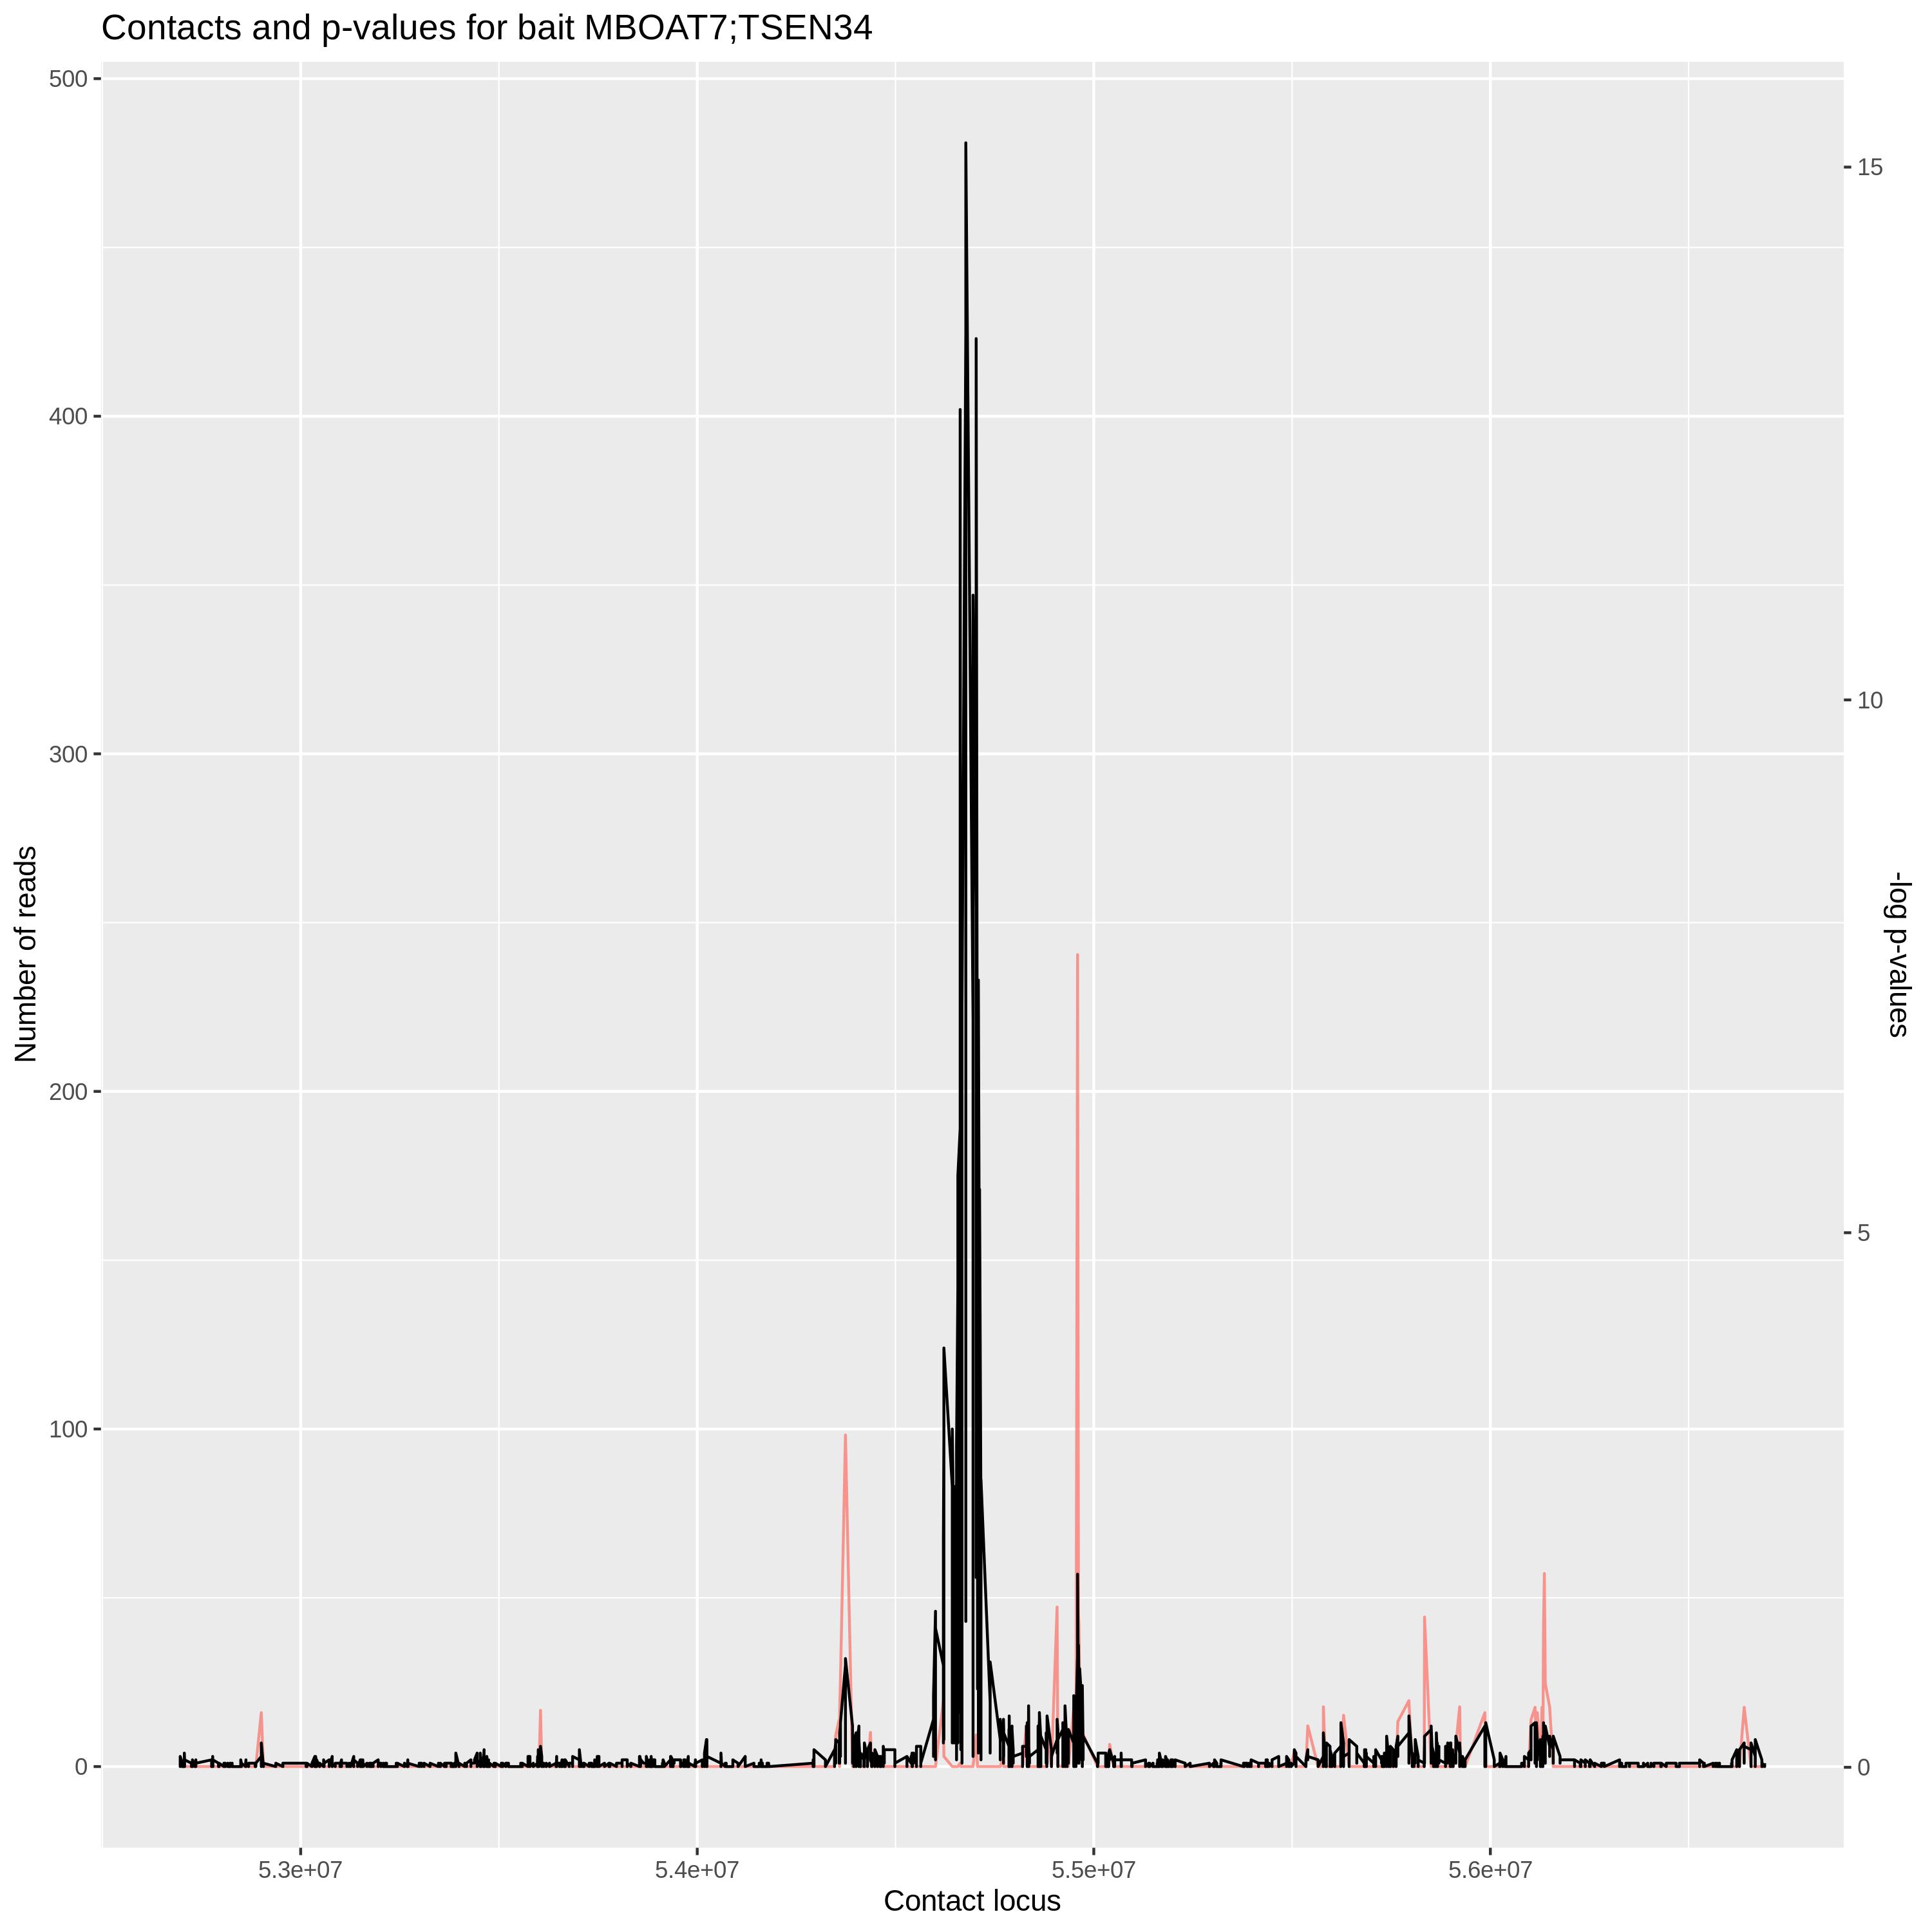 Contacts and p-values for bait MBOAT7;TSEN34
500
400
300
200
100
0
Number of reads
15
10
5
0
-log p-values
5.3e+07
5.4e+07
5.5e+07
5.6e+07
Contact locus